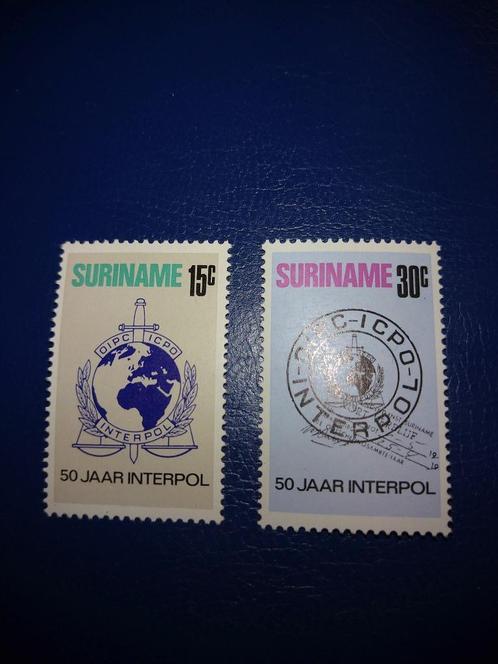 SURINAME 15C
OIPC ICPO
INTERPOL
50 JAAR INTERPOL
SURINAME 30C
OIPC-ICPO-INTERPOL
50 JAAR INTERPOL